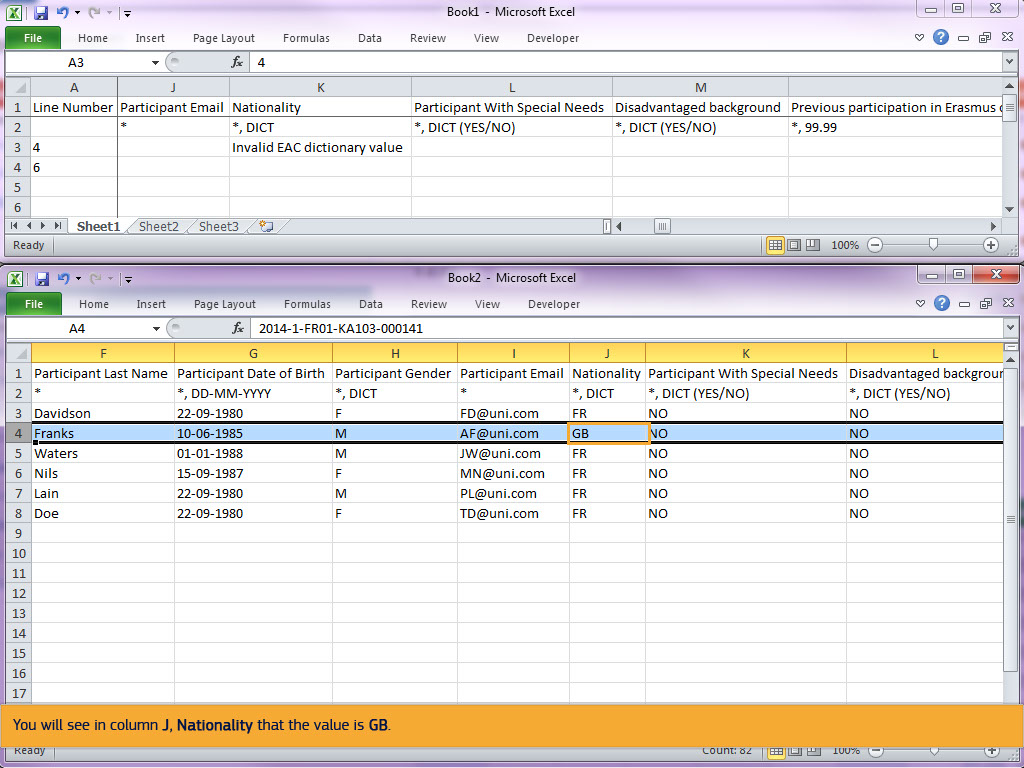 Book1 - Microsoft Excel
File Home Insert Page Layout Formulas Data Review View Developer
A3 fx 4
A J K L M
1 Line Number Participant Email Nationality Participant With Special Needs Disadvantaged background Previous participation in Erasmus
2 * *, DICT *, DICT (YES/NO) *, DICT (YES/NO) *, 99.99
3 4 Invalid EAC dictionary value
4 6
5
6
Sheet1 Sheet2 Sheet3
Ready 100%
Book2 - Microsoft Excel
File Home Insert Page Layout Formulas Data Review View Developer
A4 fx 2014-1-FR01-KA103-000141
F G H I J K L
1 Participant Last Name Participant Date of Birth Participant Gender Participant Email Nationality Participant With Special Needs Disadvantaged backgrour
2 * *, DD-MM-YYYY *, DICT * *, DICT *, DICT (YES/NO) *, DICT (YES/NO)
3 Davidson 22-09-1980 F FD@uni.com FR NO NO
4 Franks 10-06-1985 M AF@uni.com GB NO NO
5 Waters 01-01-1988 M JW@uni.com FR NO NO
6 Nils 15-09-1987 F MN@uni.com FR NO NO
7 Lain 22-09-1980 M PL@uni.com FR NO NO
8 Doe 22-09-1980 F TD@uni.com FR NO NO
9
10
11
12
13
14
15
16
17
You will see in column J, Nationality that the value is GB.
Ready Count: 82 100%